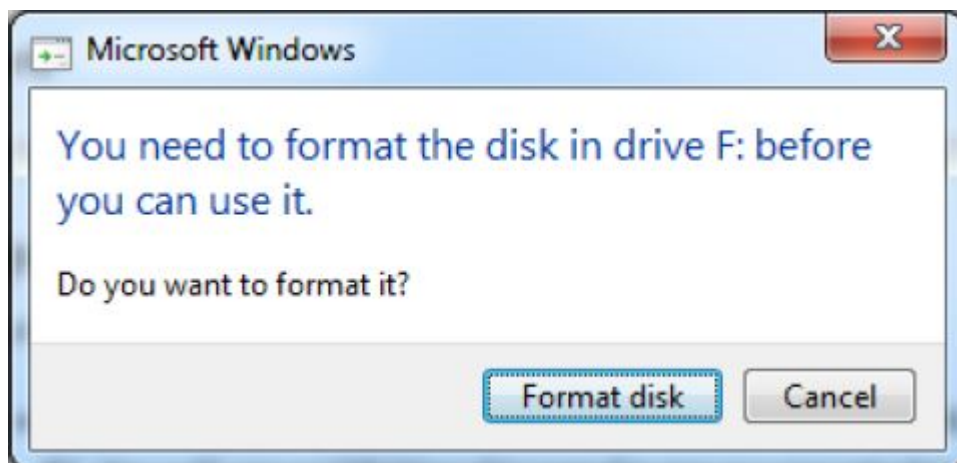 Microsoft Windows
You need to format the disk in drive F: before
you can use it.
Do you want to format it?
Format disk
Cancel